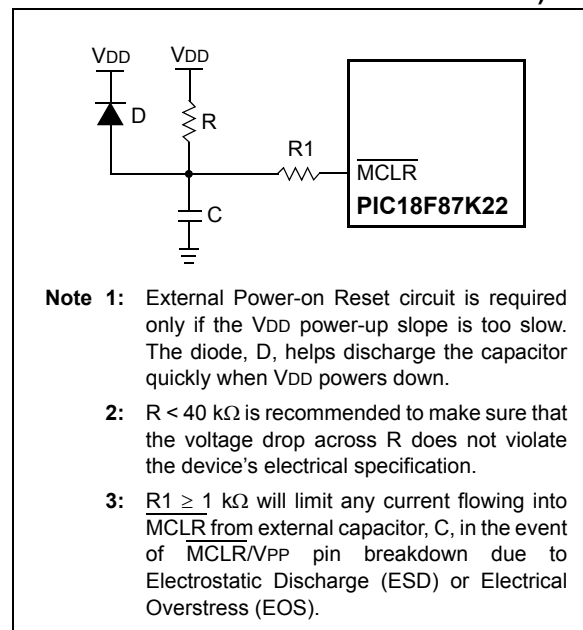 VDD VDD
D
R
R1
MCLR
C
PIC18F87K22
Note 1: External Power-on Reset circuit is required
only if the VDD power-up slope is too slow.
The diode, D, helps discharge the capacitor
quickly when VDD powers down.
2: R < 40 kΩ is recommended to make sure that
the voltage drop across R does not violate
the device's electrical specification.
3: R1 ≥ 1 kΩ will limit any current flowing into
MCLR from external capacitor, C, in the event
of MCLR/VPP pin breakdown due to
Electrostatic Discharge (ESD) or Electrical
Overstress (EOS).